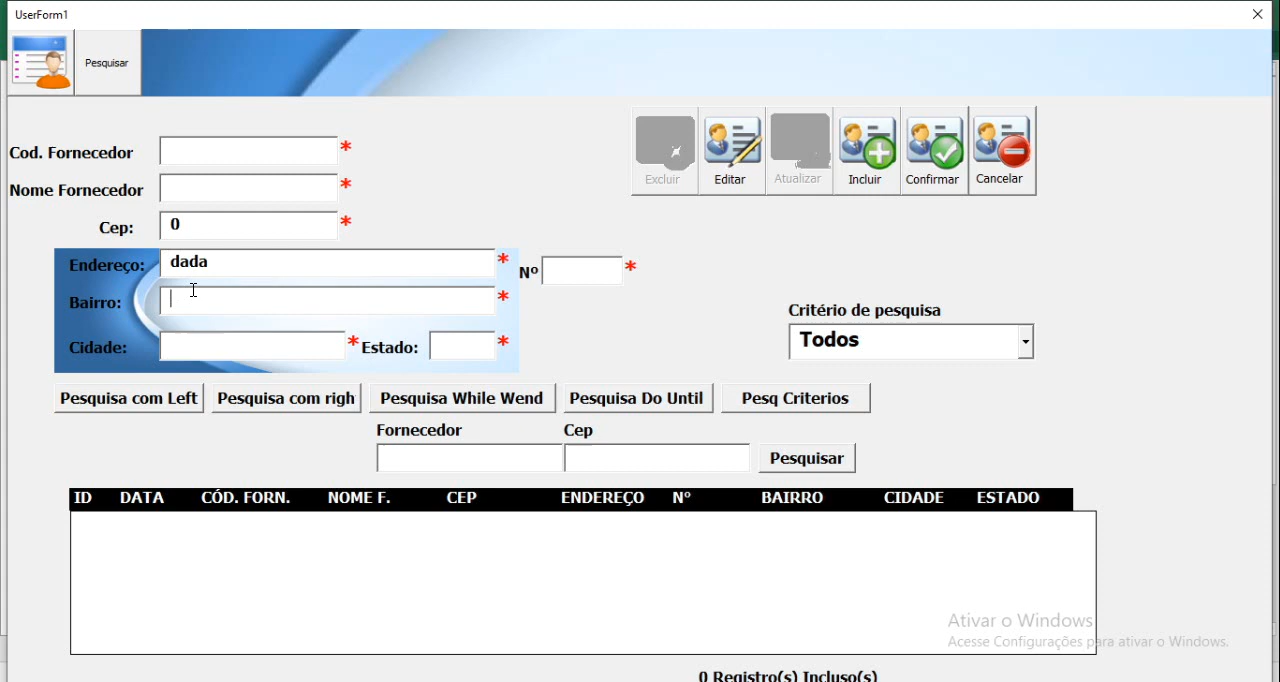 UserForm1
Pesquisar
Cod. Fornecedor *
Nome Fornecedor *
Cep: 0 *
Excluir Editar Atualizar Incluir Confirmar Cancelar
Endereço: dada * Nº *
Bairro: *
Cidade: * Estado: *
Critério de pesquisa
Todos
Pesquisa com Left Pesquisa com righ Pesquisa While Wend Pesquisa Do Until Pesq Criterios
Fornecedor Cep
Pesquisar
ID DATA CÓD. FORN. NOME F. CEP ENDEREÇO Nº BAIRRO CIDADE ESTADO
Ativar o Windows
Acesse Configurações para ativar o Windows.
0 Registro(s) Incluso(s)